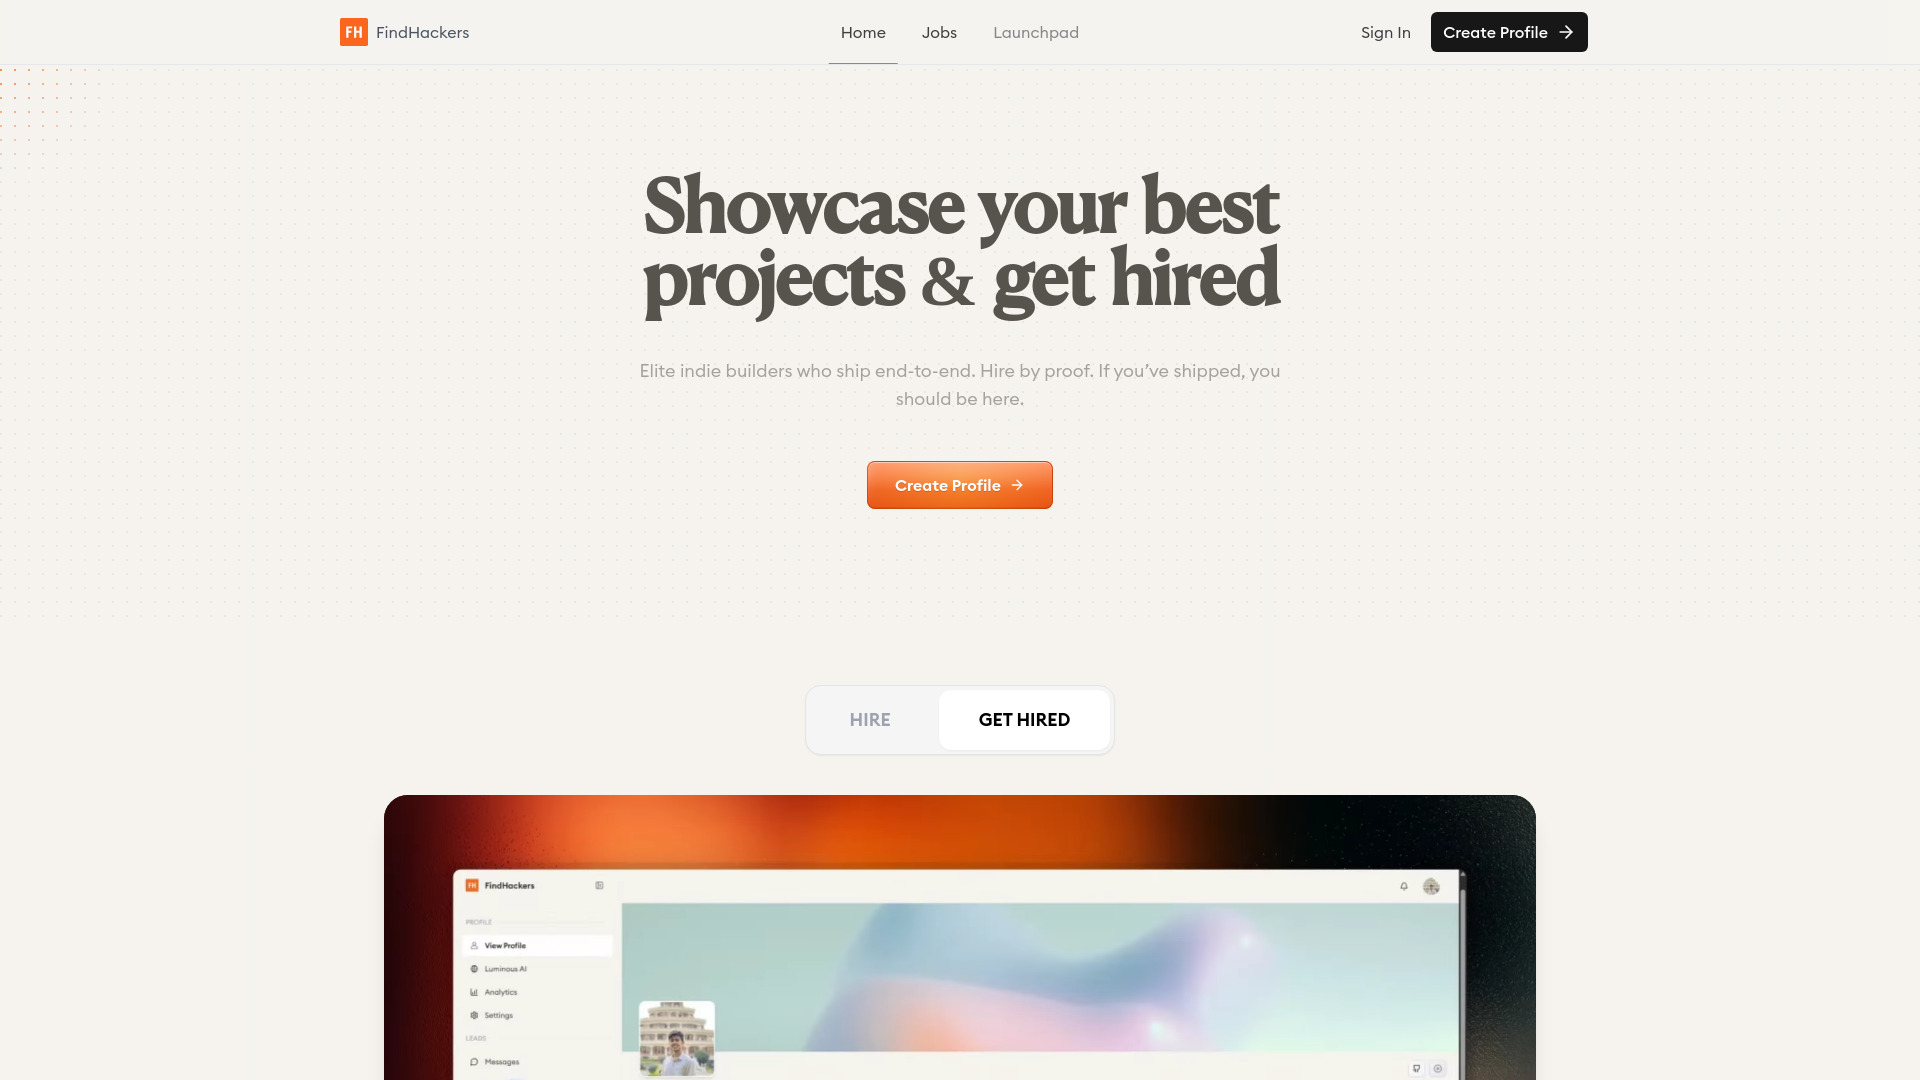 FH FindHackers
Home
Jobs
Launchpad
Sign In
Create Profile
Showcase your best
projects & get hired
Elite indie builders who ship end-to-end. Hire by proof. If you’ve shipped, you
should be here.
Create Profile
HIRE
GET HIRED
FH FindHackers
PROFILE
View Profile
Luminous AI
Analytics
Settings
LEADS
Messages